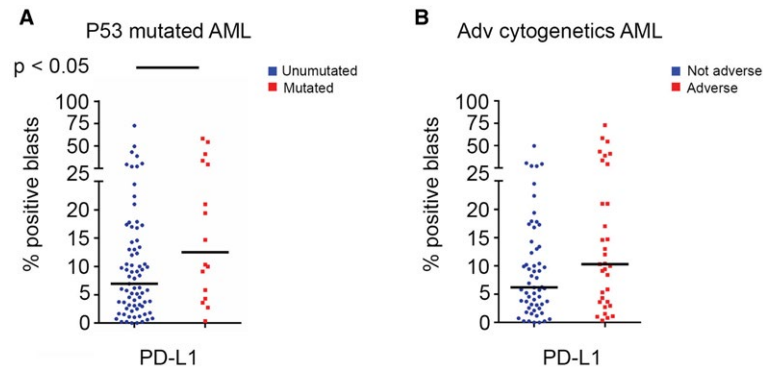 A
P53 mutated AML
p < 0.05
Unumutated
Mutated
% positive blasts
100
75
50
25
20
15
10
5
0
PD-L1
B
Adv cytogenetics AML
Not adverse
Adverse
% positive blasts
100
75
50
25
20
15
10
5
0
PD-L1